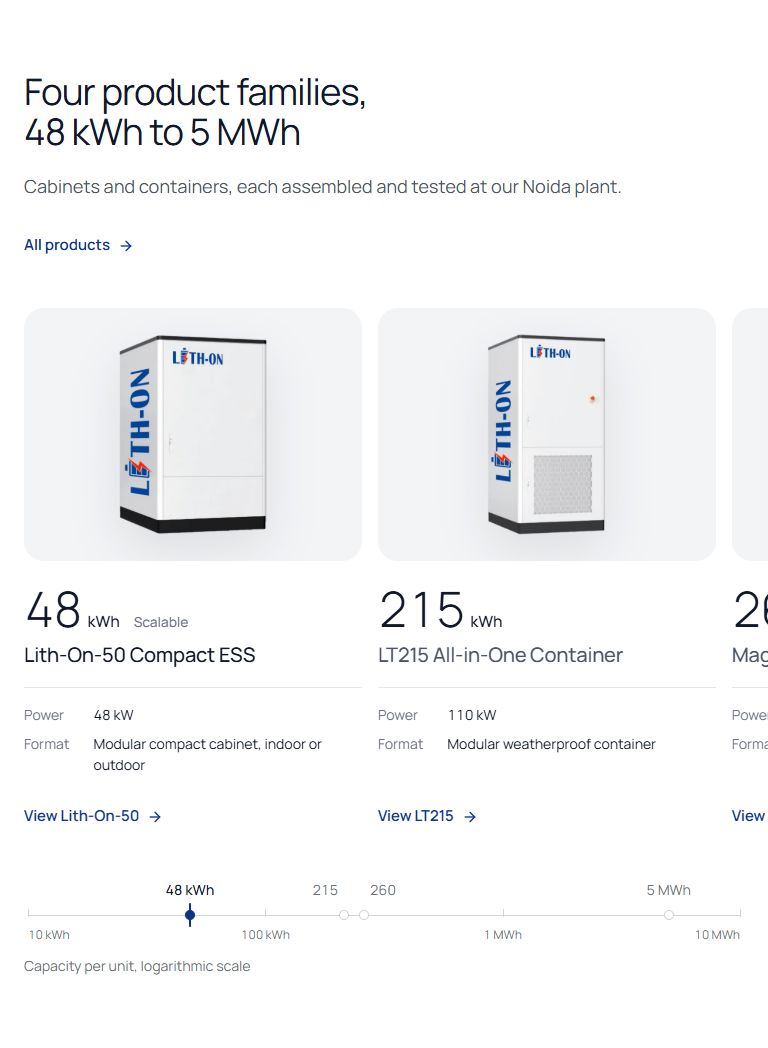 Four product families,
48 kWh to 5 MWh
Cabinets and containers, each assembled and tested at our Noida plant.
All products →
LITH-ON
LITH-ON
LITH-ON
LITH-ON
48 kWh Scalable
Lith-On-50 Compact ESS
Power 48 kW
Format Modular compact cabinet, indoor or
outdoor
View Lith-On-50 →
215 kWh
LT215 All-in-One Container
Power 110 kW
Format Modular weatherproof container
View LT215 →
View
48 kWh 215 260 5 MWh
10 kWh 100 kWh 1 MWh 10 MWh
Capacity per unit, logarithmic scale